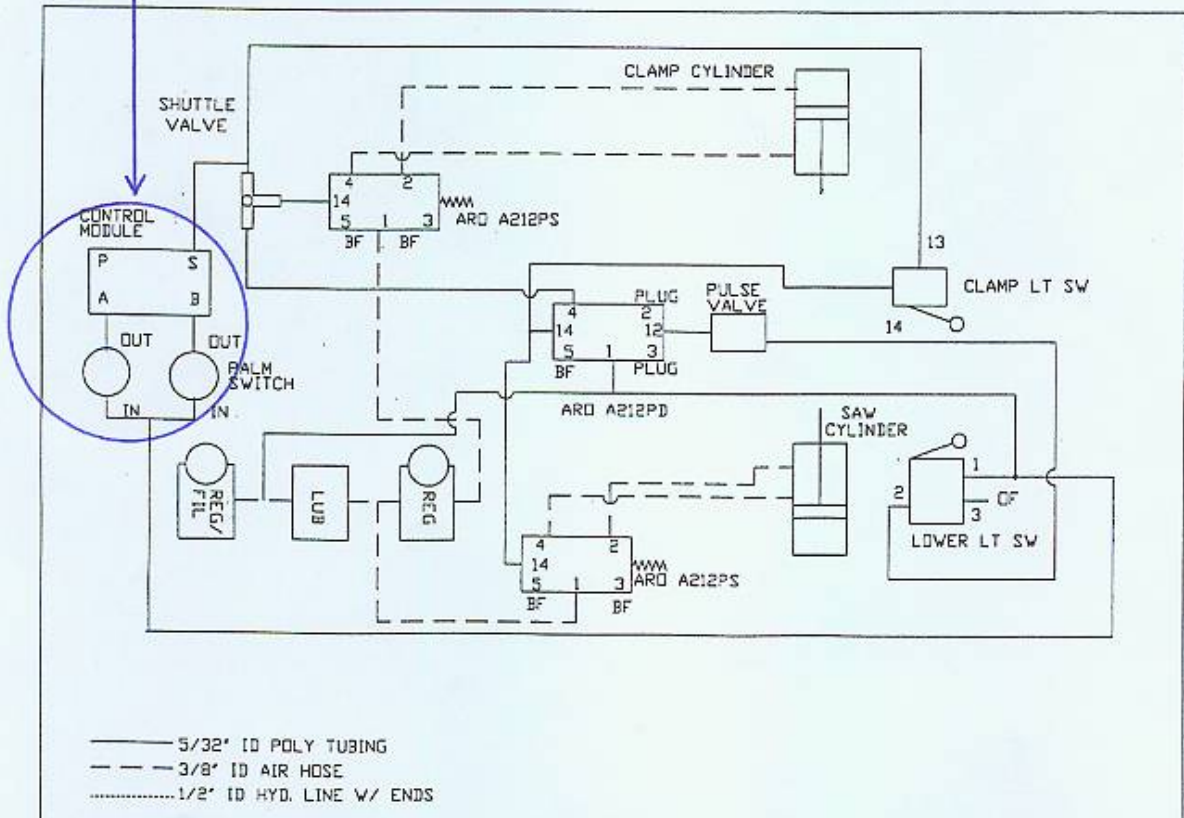 SHUTTLE
VALVE
CLAMP CYLINDER
4 2
14
5 1 3
ARO A212PS
BF BF
CONTROL
MODULE
P S
A B
OUT OUT
PALM
SWITCH
IN IN
13
CLAMP LT SW
14
PLUG
PULSE
VALVE
4 2
14 12
5 1 3
BF PLUG
ARO A212PD
SAW
CYLINDER
REG/
FIL
LUB
REG
1
2
3 OF
LOWER LT SW
4 2
14
5 1 3
ARO A212PS
BF BF
5/32" ID POLY TUBING
3/8" ID AIR HOSE
1/2" ID HYD. LINE W/ ENDS